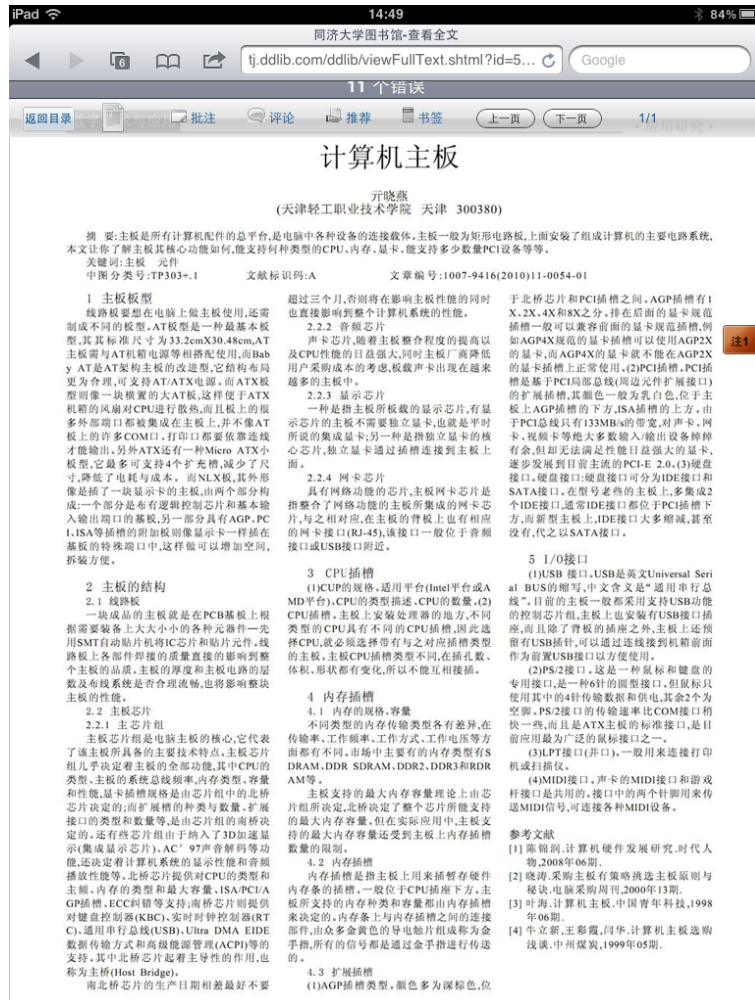 iPad
14:49
84%
同济大学图书馆-查看全文
6
tj.ddlib.com/ddlib/viewFullText.shtml?id=5...
Google
11 个错误
返回目录
批注
评论
推荐
书签
上一页
下一页
1/1
应用研究
计算机主板
亓晓燕
(天津轻工职业技术学院 天津 300380)
摘 要:主板是所有计算机配件的总平台,是电脑中各种设备的连接载体。主板一般为矩形电路板,上面安装了组成计算机的主要电路系统,
本文让你了解主板其核心功能如何,能支持何种类型的CPU、内存、显卡、能支持多少数量PCI设备等等。
关键词:主板 元件
中图分类号:TP303+.1 文献标识码:A 文章编号:1007-9416(2010)11-0054-01
1 主板板型
线路板要想在电脑上做主板使用,还需
制成不同的板型。AT板型是一种最基本板
型,其其标准尺寸为33.2cmX30.48cm,AT
主板需与AT机箱电源等相搭配使用,而Bab
y AT是AT架构主板的改进型,它结构布局
更为合理,可支持AT/ATX电源。而ATX板
型则像一块横置的大AT板,这样便于ATX
机箱的风扇对CPU进行散热,而且板上的很
多外部端口都被集成在主板上,并不像AT
板上的许多COM口、打印口都要依靠连线
才能输出。另外ATX还有一种Micro ATX小
板型,它最多可支持4个扩充槽,减少了尺
寸,降低了电耗与成本。 而NLX板,其外形
像是插了一块显示卡的主板,由两个部分构
成:一个部分是布有逻辑控制芯片和基本输
入输出端口的基板,另一部分具有AGP、PC
I、ISA等插槽的附加板则像显示卡一样插在
基板的特殊端口中,这样做可以增加空间,
拆装方便。
2 主板的结构
2.1 线路板
一块成品的主板就是在PCB基板上根
据需要装备上大大小小的各种元器件—先
用SMT自动贴片机将IC芯片和贴片元件。线
路板上各部件焊接的质量直接的影响到整
个主板的品质。主板的厚度和主板电路的层
数及布线系统是否合理流畅,也将影响整块
主板的性能。
2.2 主板芯片
2.2.1 主芯片组
主板芯片组是电脑主板的核心,它代表
了该主板所具备的主要技术特点。主板芯片
组几乎决定着主板的全部功能,其中CPU的
类型、主板的系统总线频率,内存类型、容量
和性能,显卡插槽规格是由芯片组中的北桥
芯片决定的;而扩展槽的种类与数量、扩展
接口的类型和数量等,是由芯片组的南桥决
定的。还有些芯片组由于纳入了3D加速显
示(集成显示芯片)、AC’97声音解码等功
能,还决定着计算机系统的显示性能和音频
播放性能等。北桥芯片提供对CPU的类型和
主频、内存的类型和最大容量、ISA/PCI/A
GP插槽、ECC纠错等支持;南桥芯片则提供
对键盘控制器(KBC)、实时时钟控制器(RT
C)、通用串行总线(USB)、Ultra DMA EIDE
数据传输方式和高级能源管理(ACPI)等的
支持。其中北桥芯片起着主导性的作用,也
称为主桥(Host Bridge)。
南北桥芯片的生产日期相差最好不要
超过三个月,否则将在影响主板性能的同时
也直接影响到整个计算机系统的性能。
2.2.2 音频芯片
声卡芯片,随着主板整合程度的提高以
及CPU性能的日益强大,同时主板厂商降低
用户采购成本的考虑,板载声卡出现在越来
越多的主板中。
2.2.3 显示芯片
一种是指主板所板载的显示芯片,有显
示芯片的主板不需要独立显卡,也就是平时
所说的集成显卡;另一种是指独立显卡的核
心芯片,独立显卡通过插槽连接到主板上
面。
2.2.4 网卡芯片
具有网络功能的芯片,主板网卡芯片是
指整合了网络功能的主板所集成的网卡芯
片,与之相对应,在主板的背板上也有相应
的网卡接口(RJ-45),该接口一般位于音频
接口或USB接口附近。
3 CPU插槽
(1)CUP的规格。适用平台(Intel平台或A
MD平台)、CPU的类型描述、CPU的数量。(2)
CPU插槽。主板上安装处理器的地方,不同
类型的CPU具有不同的CPU插槽,因此选
择CPU,就必须选择带有与之对应插槽类型
的主板。主板CPU插槽类型不同,在插孔数、
体积、形状都有变化,所以不能互相接插。
4 内存插槽
4.1 内存的规格、容量
不同类型的内存传输类型各有差异,在
传输率、工作频率、工作方式、工作电压等方
面都有不同。市场中主要有的内存类型有S
DRAM、DDR SDRAM、DDR2、DDR3和RDR
AM等。
主板支持的最大内存容量理论上由芯
片组所决定,北桥决定了整个芯片所能支持
的最大内存容量。但在实际应用中,主板支
持的最大内存容量还受到主板上内存插槽
数量的限制。
4.2 内存插槽
内存插槽是指主板上用来插暂存硬件
内存条的插槽。一般位于CPU插座下方。主
板所支持的内存种类和容量都由内存插槽
来决定的。内存条上与内存插槽之间的连接
部件,由众多金黄色的导电触片组成称为金
手指,所有的信号都是通过金手指进行传送
的。
4.3 扩展插槽
(1)AGP插槽类型。颜色多为深棕色,位
于北桥芯片和PCI插槽之间。AGP插槽有1
X、2X、4X和8X之分。排在后面的显卡规范
插槽一般可以兼容前面的显卡规范插槽,例
如AGP4X规范的显卡插槽可以使用AGP2X
的显卡,而AGP4X的显卡就不能在AGP2X
的显卡插槽上正常使用。(2)PCI插槽。PCI插
槽是基于PCI局部总线(周边元件扩展接口)
的扩展插槽,其颜色一般为乳白色,位于主
板上AGP插槽的下方,ISA插槽的上方。由
于PCI总线只有133MB/s的带宽,对声卡、网
卡、视频卡等绝大多数输入/输出设备绰绰
有余,但却无法满足性能日益强大的显卡,
逐步发展到目前主流的PCI-E 2.0。(3)硬盘
接口。硬盘接口:硬盘接口可分为IDE接口和
SATA接口。在型号老些的主板上,多集成2
个IDE接口,通常IDE接口都位于PCI插槽下
方,而新型主板上,IDE接口大多缩减,甚至
没有,代之以SATA接口。
5 I/0接口
(1)USB 接口。USB是英文Universal Seri
al BUS的缩写,中文含义是“通用串行总
线”。目前的主板一般都采用支持USB功能
的控制芯片组,主板上也安装有USB接口插
座,而且除了背板的插座之外,主板上还预
留有USB插针,可以通过连线接到机箱前面
作为前置USB接口以方便使用。
(2)PS/2接口。这是一种鼠标和键盘的
专用接口,是一种6针的圆型接口。但鼠标只
使用其中的4针传输数据和供电,其余2个为
空脚。PS/2接口的传输速率比COM接口稍
快一些,而且是ATX主板的标准接口,是目
前应用最为广泛的鼠标接口之一。
(3)LPT接口(并口)。一般用来连接打印
机或扫描仪。
(4)MIDI接口。声卡的MIDI接口和游戏
杆接口是共用的。接口中的两个针脚用来传
送MIDI信号,可连接各种MIDI设备。
参考文献
[1] 陈锦润.计算机硬件发展研究.时代人
物,2008年06期.
[2] 晓涛.采购主板有策略挑选主板原则与
秘诀.电脑采购周刊,2000年13期.
[3] 叶海.计算机主板.中国青年科技,1998
年06期.
[4] 牛立新,王彩霞,闫华.计算机主板选购
浅谈.中州煤炭,1999年05期.
注1